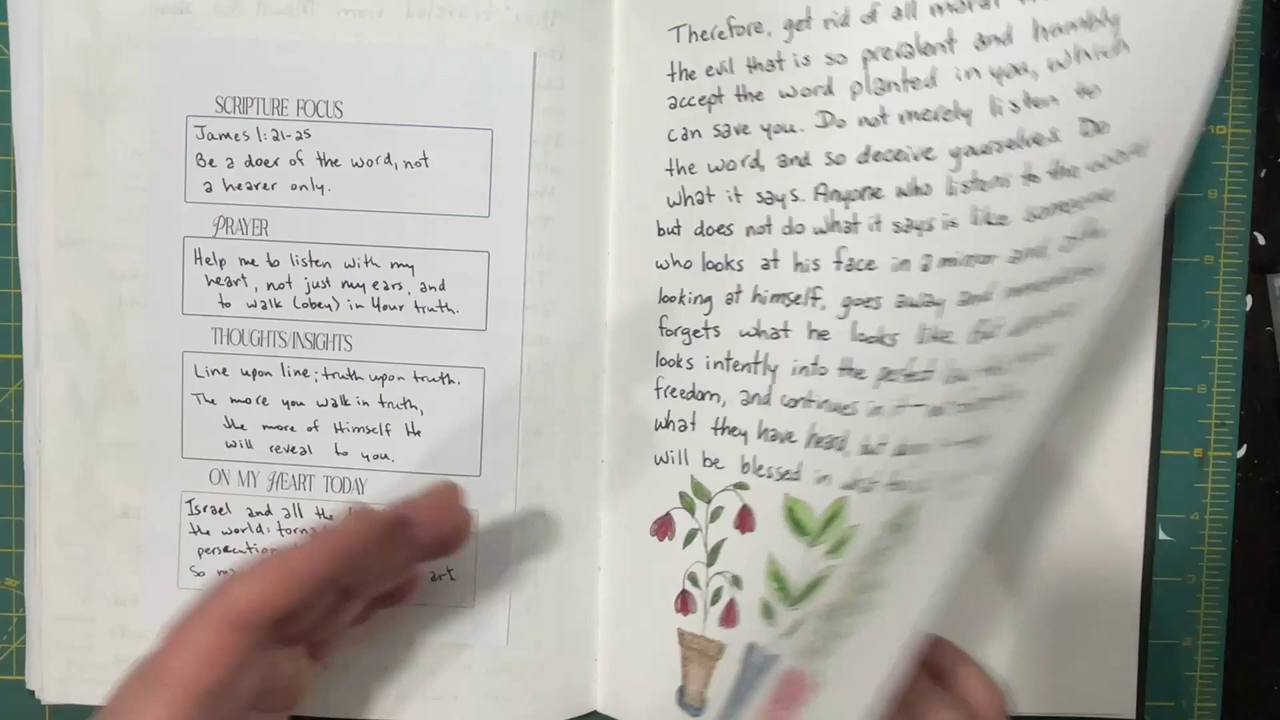 SCRIPTURE FOCUS
James 1:21-25
Be a doer of the word, not
a hearer only.
PRAYER
Help me to listen with my
heart, not just my ears, and
to walk (obey) in Your truth.
THOUGHTS/INSIGHTS
Line upon line; truth upon truth.
The more you walk in truth,
the more of Himself He
will reveal to you.
ON MY HEART TODAY
Israel and all the
the world:
So
art
Therefore, get rid of all moral
the evil that is so prevalent and humbly
accept the word planted in you, which
can save you. Do not merely listen to
the word, and so deceive yourselves. Do
what it says. Anyone who listens to the word
but does not do what it says is like someone
who looks at his face in a mirror and, after
looking at himself, goes away and
forgets what he looks like
looks intently into the perfect
freedom, and continues in
what they have heard, but
will be blessed in
10
9
8
7
6
5